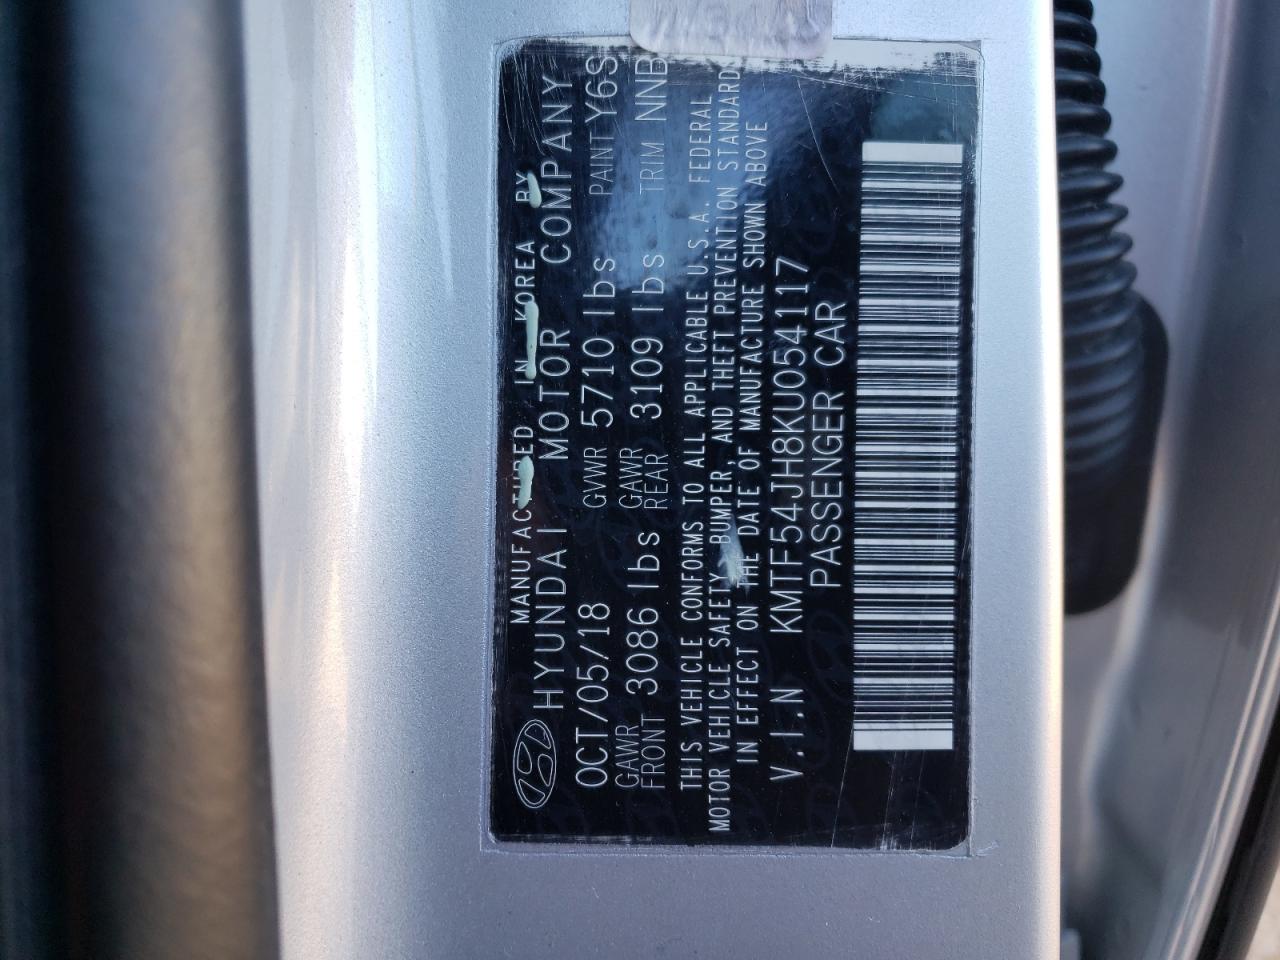 MANUFACTURED IN KOREA BY
HYUNDAI MOTOR COMPANY
OCT/05/18 GVWR 5710 lbs PAINT Y6S
GAWR FRONT 3086 lbs GAWR REAR 3109 lbs TRIM NNB
THIS VEHICLE CONFORMS TO ALL APPLICABLE U.S.A. FEDERAL
MOTOR VEHICLE SAFETY, BUMPER, AND THEFT PREVENTION STANDARDS
IN EFFECT ON THE DATE OF MANUFACTURE SHOWN ABOVE
V.I.N KMTF54JH8KU054117
PASSENGER CAR